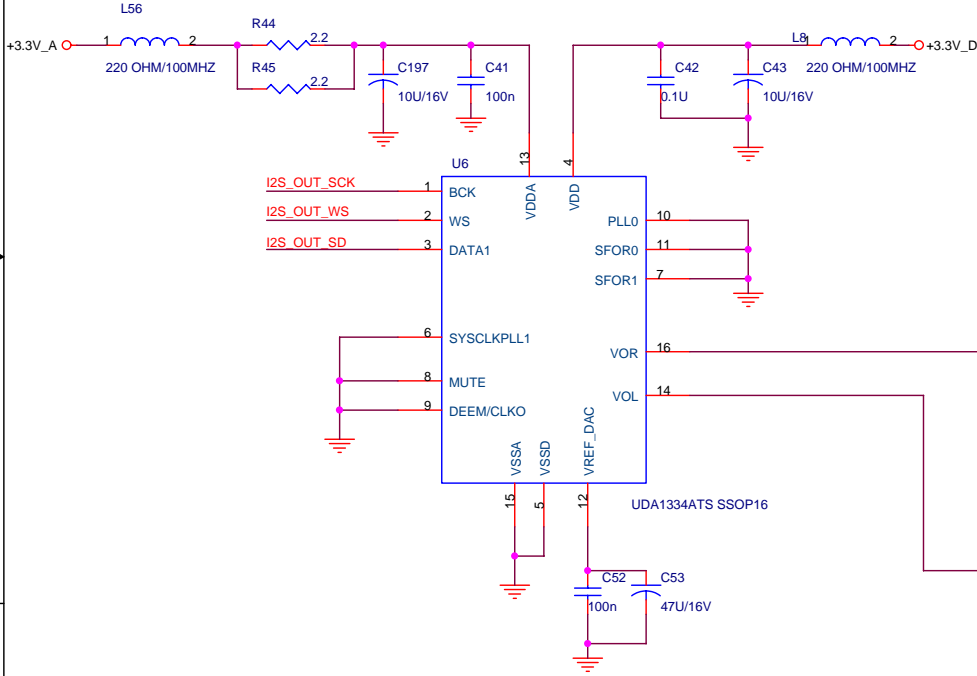 L56
+3.3V_A
1
2
220 OHM/100MHZ
R44
2.2
R45
2.2
C197
10U/16V
C41
100n
C42
0.1U
C43
10U/16V
L8
1
2
220 OHM/100MHZ
+3.3V_D
U6
13
VDDA
4
VDD
I2S_OUT_SCK
1
BCK
I2S_OUT_WS
2
WS
I2S_OUT_SD
3
DATA1
6
SYSCLKPLL1
8
MUTE
9
DEEM/CLKO
PLL0
10
SFOR0
11
SFOR1
7
VOR
16
VOL
14
VSSA
15
VSSD
5
VREF_DAC
12
UDA1334ATS SSOP16
C52
100n
C53
47U/16V